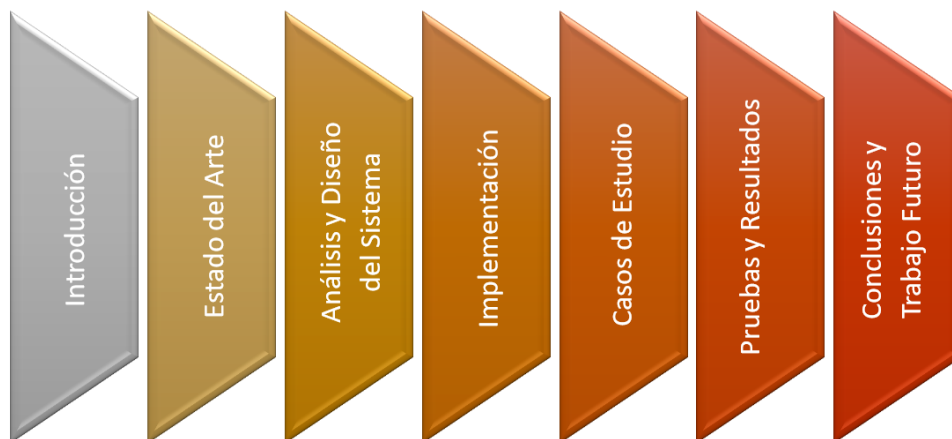 Introducción
Estado del Arte
Análisis y Diseño
del Sistema
Implementación
Casos de Estudio
Pruebas y Resultados
Conclusiones y
Trabajo Futuro